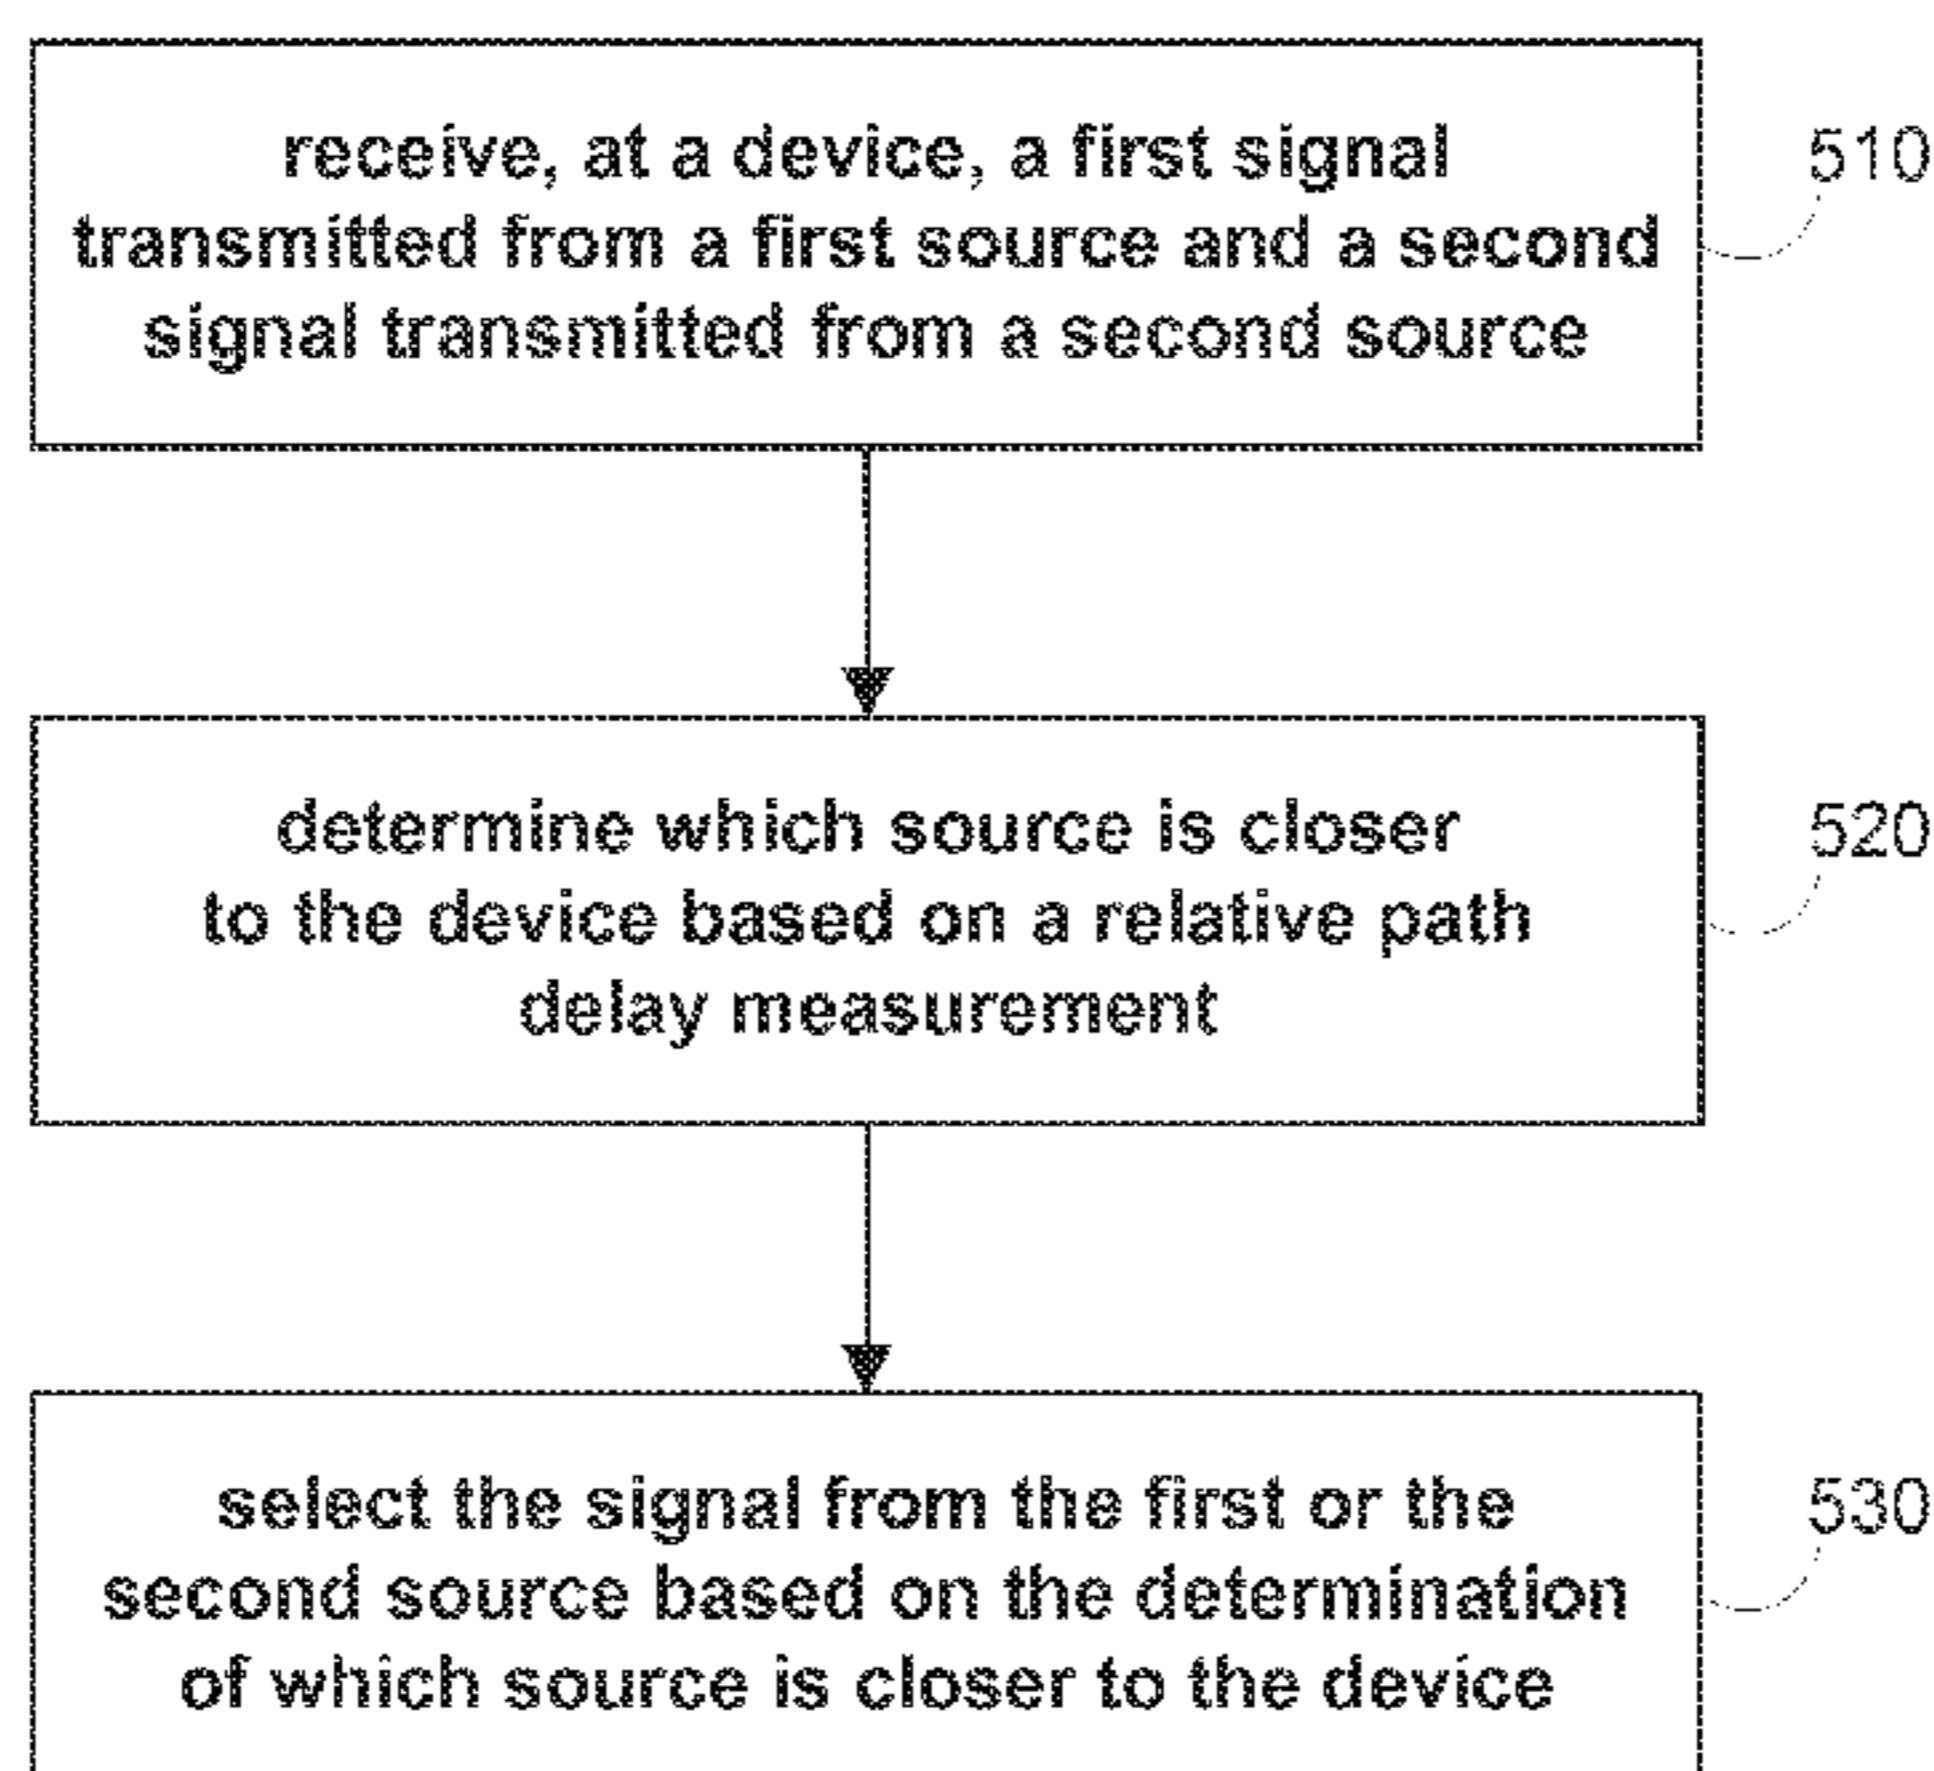 receive, at a device, a first signal
transmitted from a first source and a second
signal transmitted from a second source
510
determine which source is closer
to the device based on a relative path
delay measurement
520
select the signal from the first or the
second source based on the determination
of which source is closer to the device
530